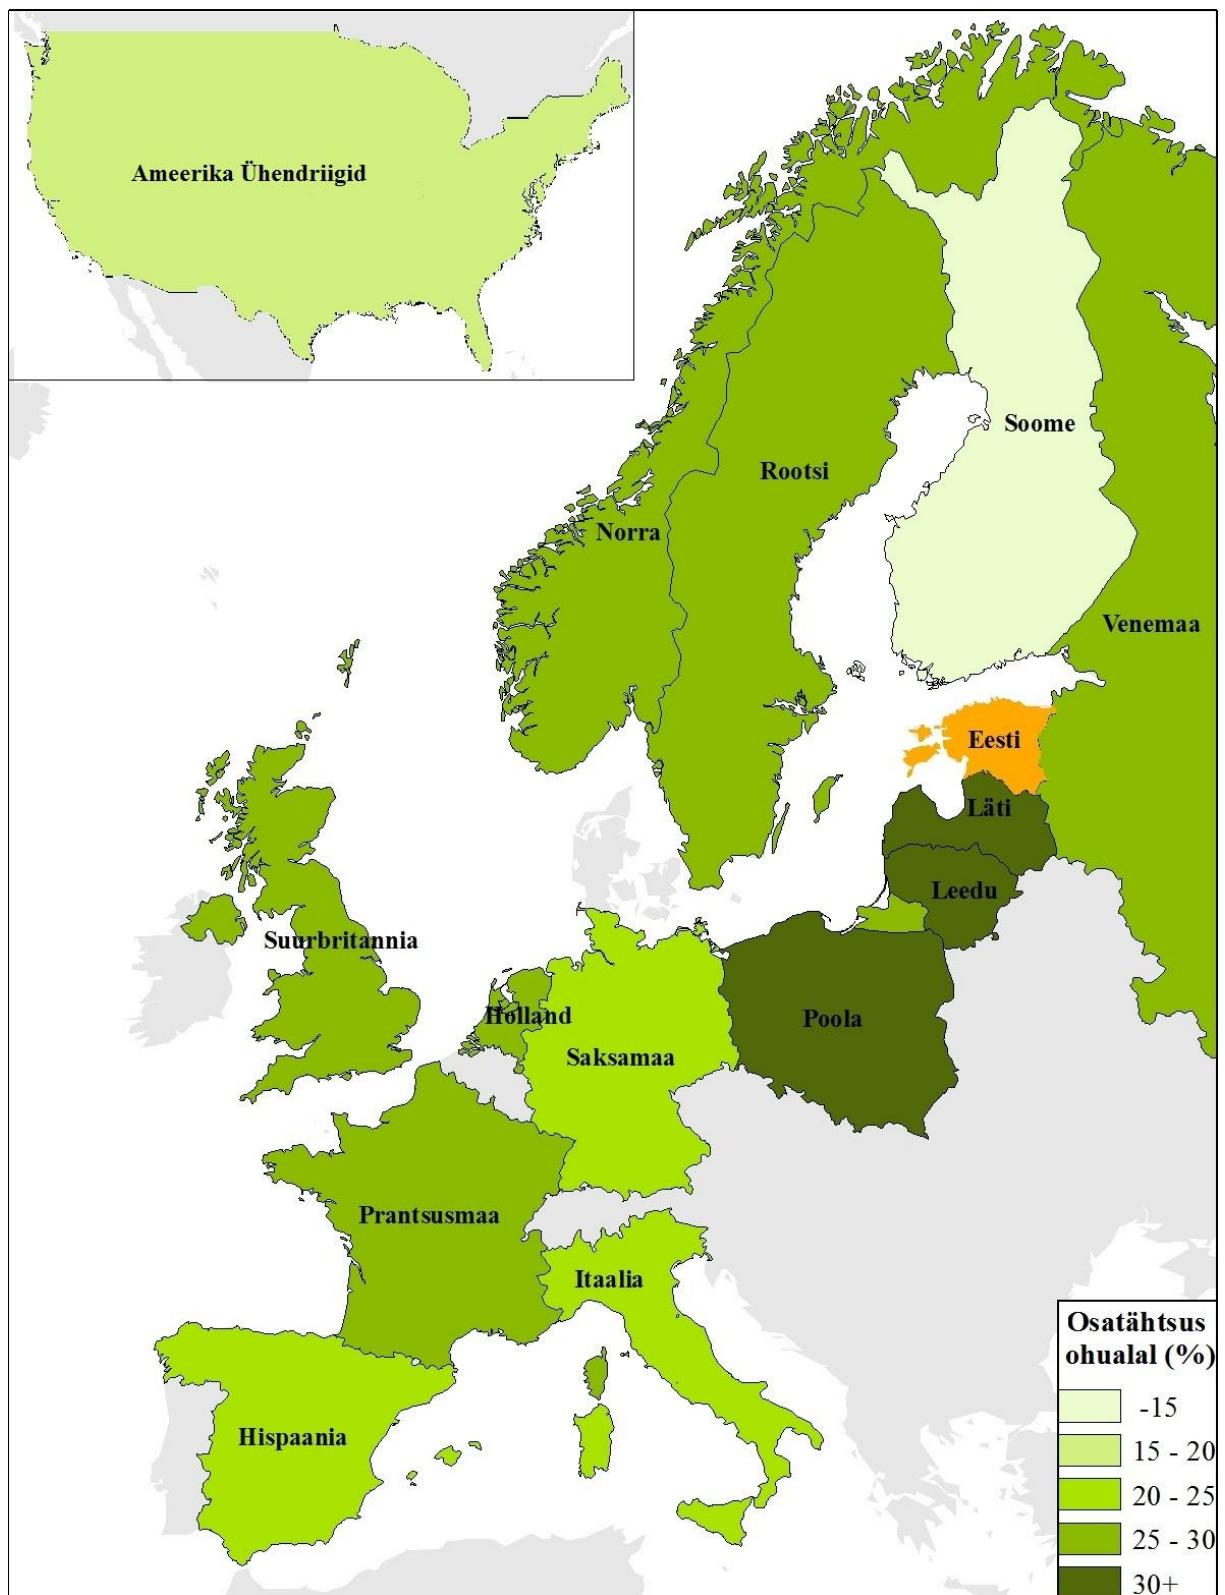 Ameerika Ühendriigid
Soome
Rootsi
Norra
Venemaa
Eesti
Läti
Leedu
Suurbritannia
Holland
Poola
Saksamaa
Prantsusmaa
Itaalia
Hispaania
Osatähtsus
ohualal (%)
-15
15 - 20
20 - 25
25 - 30
30+